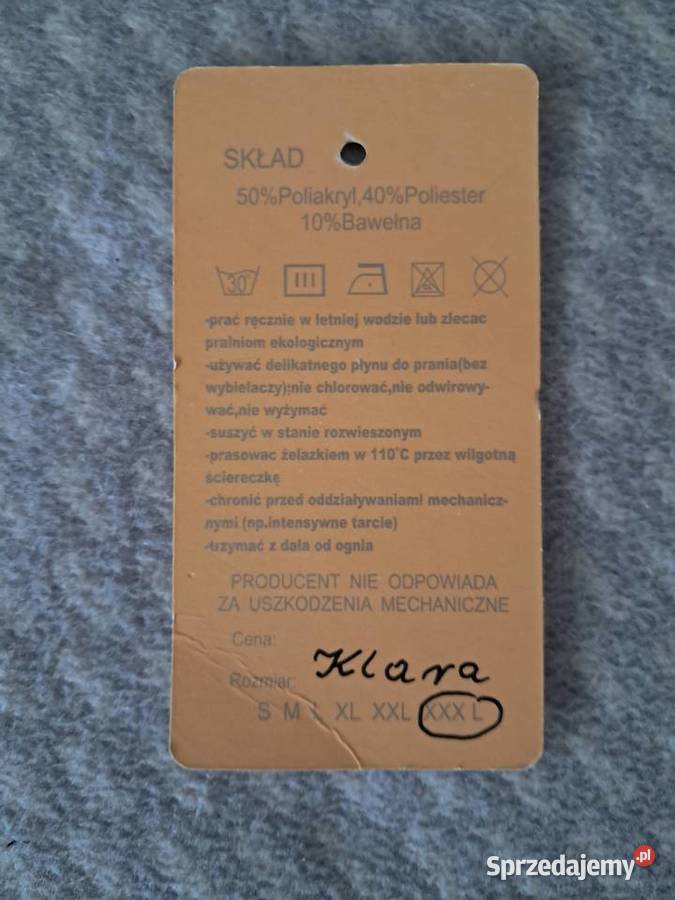 SKŁAD
50%Poliakryl,40%Poliester
10%Bawełna
30°
-prać ręcznie w letniej wodzie lub zlecac
pralniom ekologicznym
-używać delikatnego płynu do prania(bez
wybielaczy):nie chlorować,nie odwirowy-
wać,nie wyżymać
-suszyć w stanie rozwieszonym
-prasowac żelazkiem w 110°C przez wilgotną
ściereczkę
-chronić przed oddziaływaniami mechanicz-
nymi (np.intensywne tarcie)
-trzymać z dala od ognia
PRODUCENT NIE ODPOWIADA
ZA USZKODZENIA MECHANICZNE
Cena:
Klara
Rozmiar:
S M L XL XXL XXX L
Sprzedajemy.pl